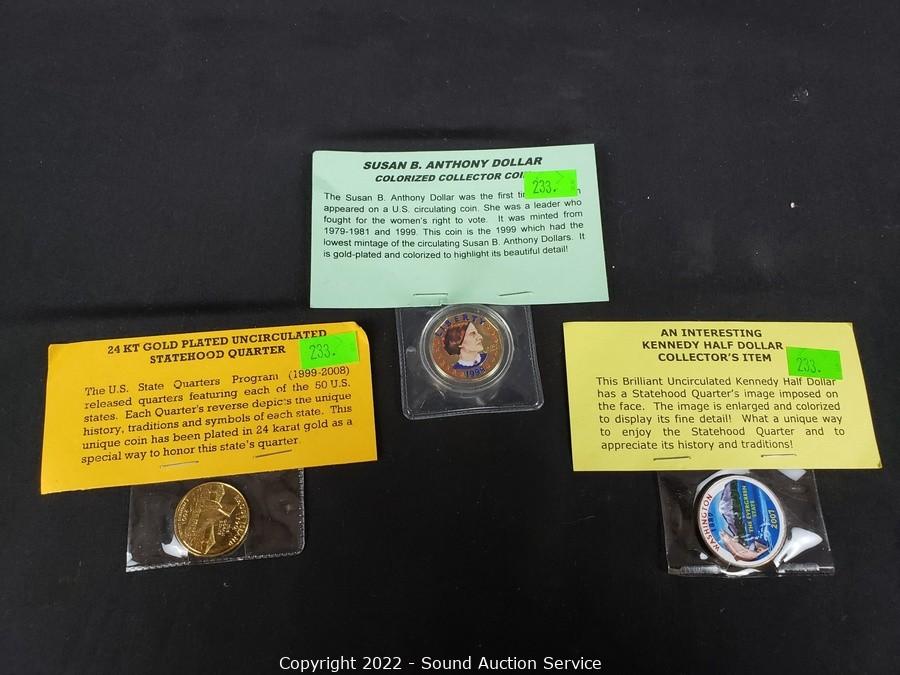 SUSAN B. ANTHONY DOLLAR
COLORIZED COLLECTOR
233.
The Susan B. Anthony Dollar was the first
appeared on a U.S. circulating coin. She was a leader who
fought for the women's right to vote. It was minted from
1979-1981 and 1999. This coin is the 1999 which had the
lowest mintage of the circulating Susan B. Anthony Dollars. It
is gold-plated and colorized to highlight its beautiful detail!
LIBERTY
24 KT GOLD PLATED UNCIRCULATED
STATEHOOD QUARTER
233.
The U.S. State Quarters Program (1999-2008)
released quarters featuring each of the 50 U.S.
states. Each Quarter's reverse depicts the unique
history, traditions and symbols of each state. This
unique coin has been plated in 24 karat gold as a
special way to honor this state's quarter.
AN INTERESTING
KENNEDY HALF DOLLAR
COLLECTOR'S ITEM
233.
This Brilliant Uncirculated Kennedy Half Dollar
has a Statehood Quarter's image imposed on
the face. The image is enlarged and colorized
to display its fine detail! What a unique way
to enjoy the Statehood Quarter and to
appreciate its history and traditions!
WASHINGTON
1889
THE EVERGREEN
STATE
2007
Copyright 2022 - Sound Auction Service